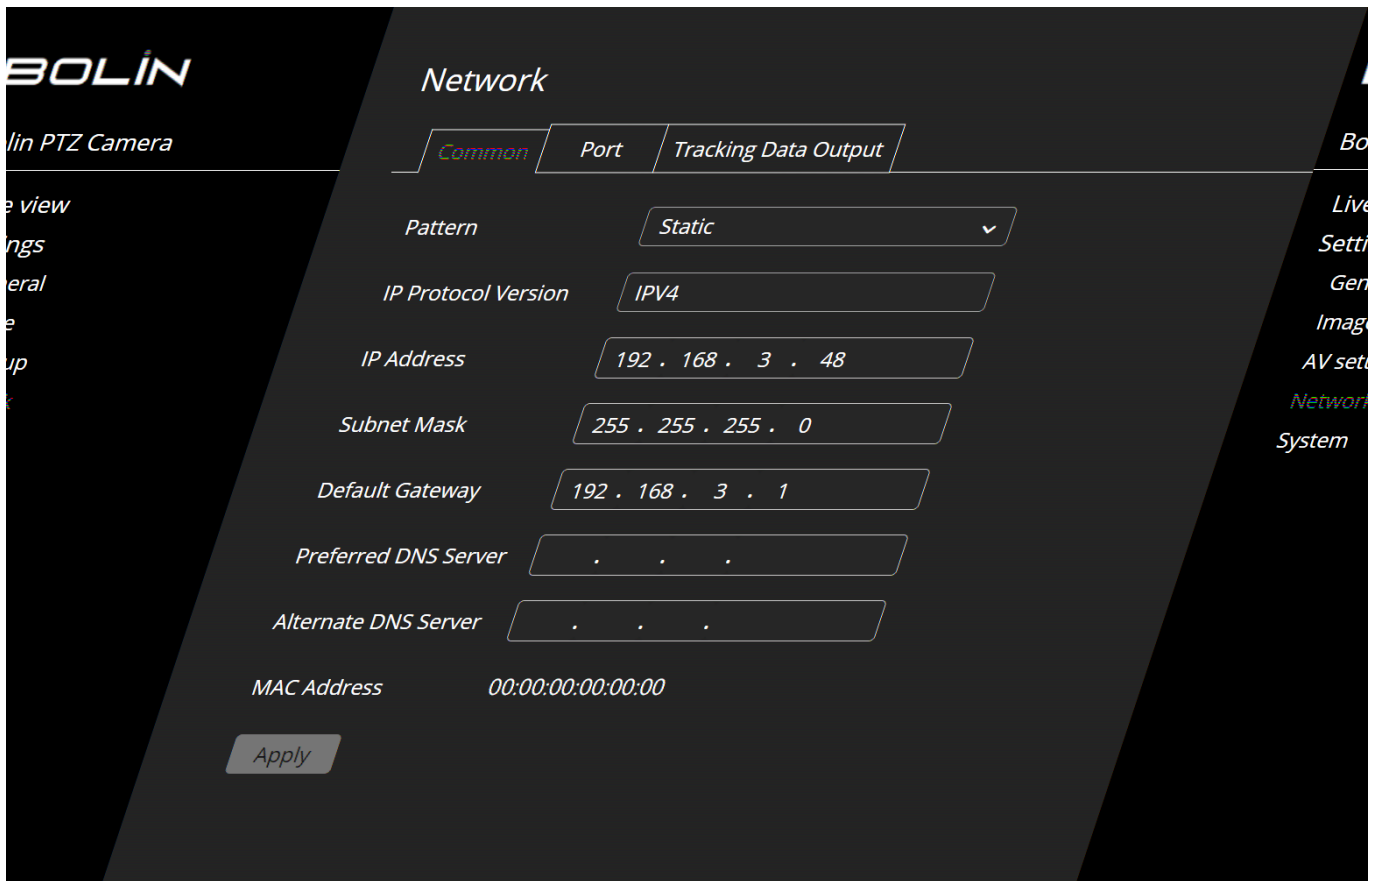 BOLIN
lin PTZ Camera
e view
ings
eral
e
up
k
Network
Common Port Tracking Data Output
Pattern Static
IP Protocol Version IPV4
IP Address 192 . 168 . 3 . 48
Subnet Mask 255 . 255 . 255 . 0
Default Gateway 192 . 168 . 3 . 1
Preferred DNS Server . . .
Alternate DNS Server . . .
MAC Address 00:00:00:00:00:00
Apply
Bo
Live
Setti
Gen
Image
AV setu
Network
System